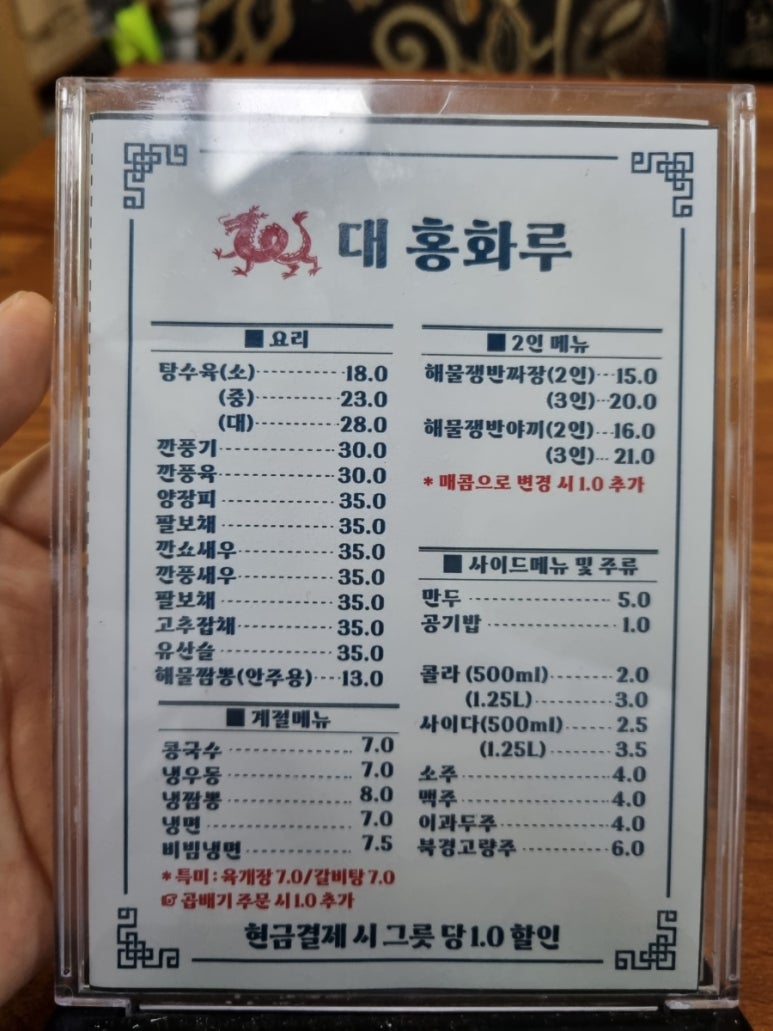 대 홍화루
■ 요리
탕수육(소) 18.0
(중) 23.0
(대) 28.0
깐풍기 30.0
깐풍육 30.0
양장피 35.0
팔보채 35.0
깐쇼새우 35.0
깐풍새우 35.0
팔보채 35.0
고추잡채 35.0
유산슬 35.0
해물짬뽕(안주용) 13.0
■ 계절메뉴
콩국수 7.0
냉우동 7.0
냉짬뽕 8.0
냉면 7.0
비빔냉면 7.5
* 특미 : 육개장 7.0/갈비탕 7.0
☞ 곱배기 주문 시 1.0 추가
■ 2인 메뉴
해물쟁반짜장(2인) 15.0
(3인) 20.0
해물쟁반야끼(2인) 16.0
(3인) 21.0
* 매콤으로 변경 시 1.0 추가
■ 사이드메뉴 및 주류
만두 5.0
공기밥 1.0
콜라 (500ml) 2.0
(1.25L) 3.0
사이다(500ml) 2.5
(1.25L) 3.5
소주 4.0
맥주 4.0
이과두주 4.0
북경고량주 6.0
현금결제 시 그릇 당 1.0 할인